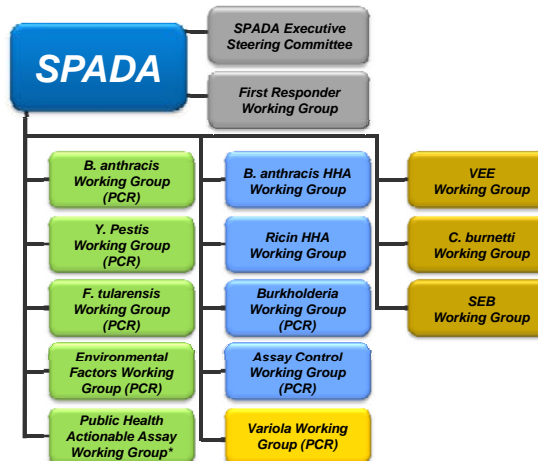 SPADA
SPADA Executive
Steering Committee
First Responder
Working Group
B. anthracis
Working Group
(PCR)
Y. Pestis
Working Group
(PCR)
F. tularensis
Working Group
(PCR)
Environmental
Factors Working
Group (PCR)
Public Health
Actionable Assay
Working Group*
B. anthracis HHA
Working Group
Ricin HHA
Working Group
Burkholderia
Working Group
(PCR)
Assay Control
Working Group
(PCR)
Variola Working
Group (PCR)
VEE
Working Group
C. burnetti
Working Group
SEB
Working Group